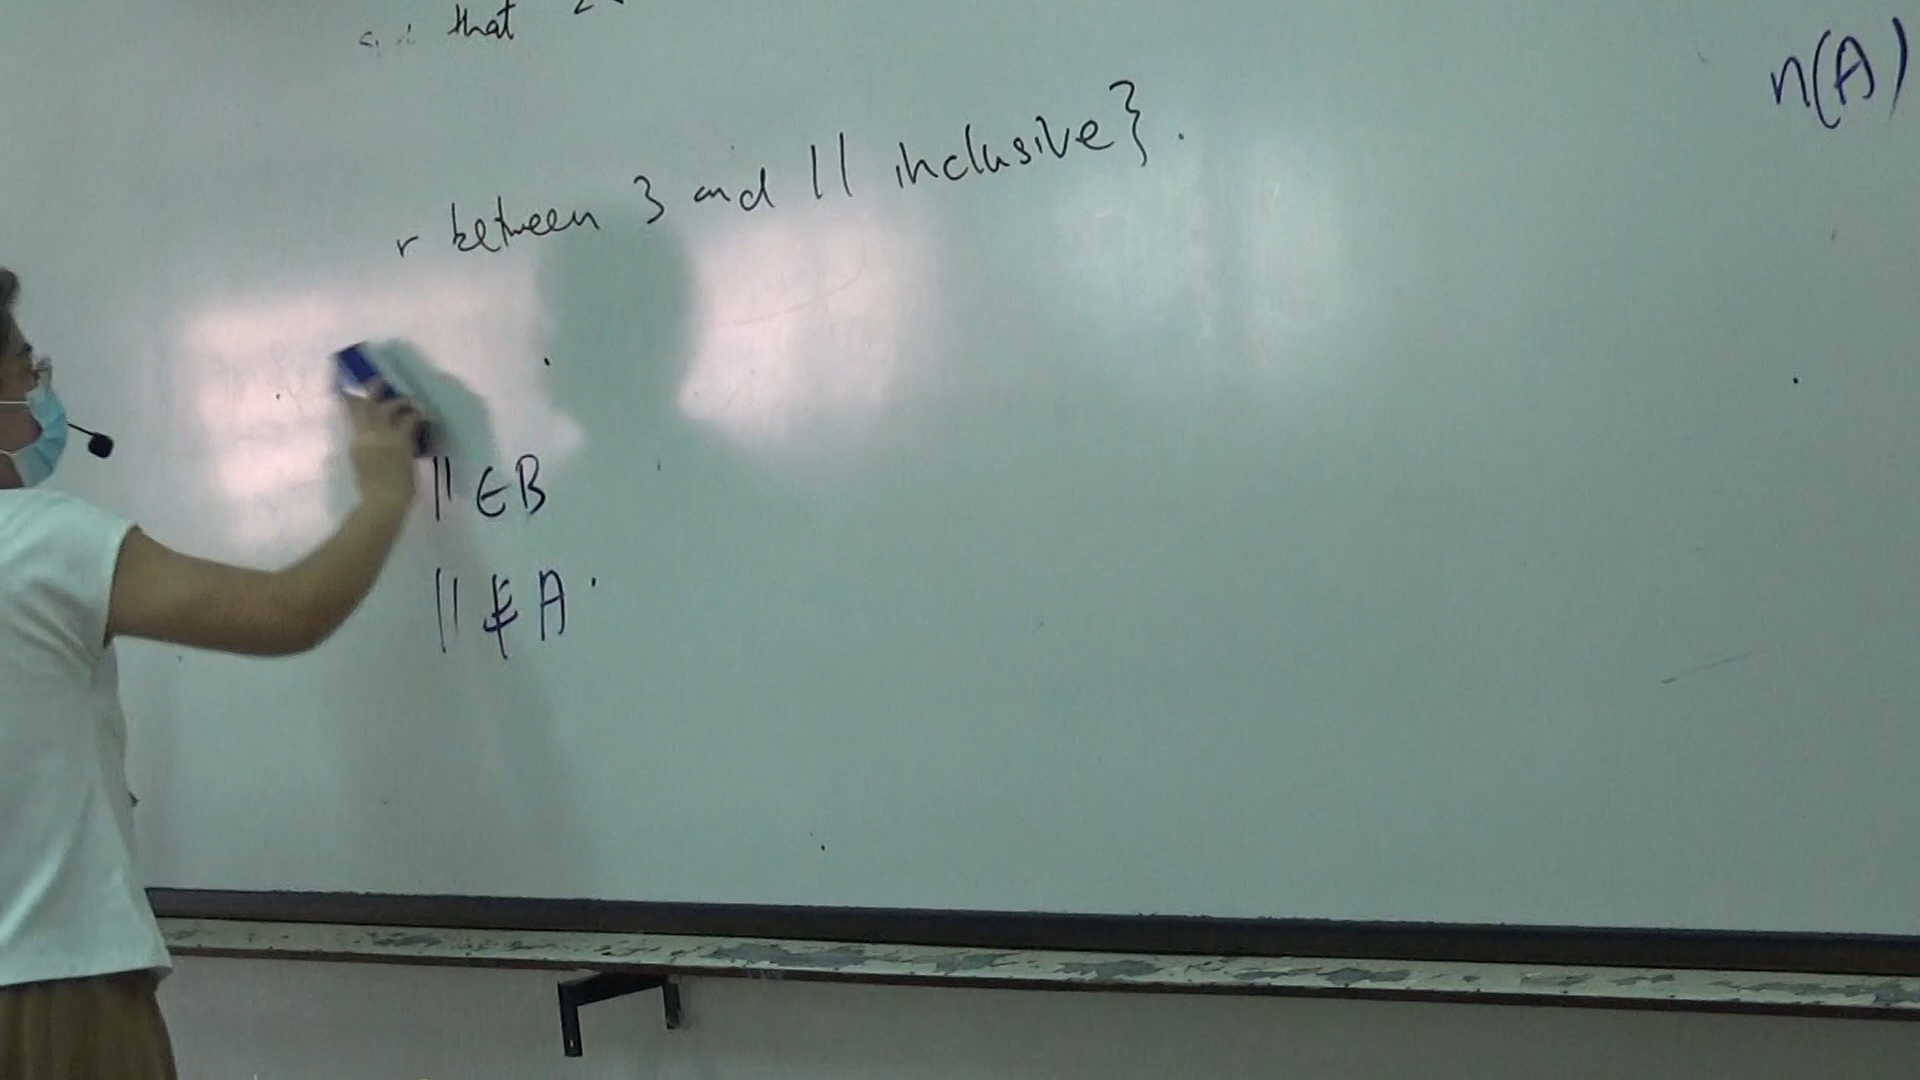 that
r between 3 and 11 inclusive}.
n(A)
11 ∈ B
11 ∉ A.